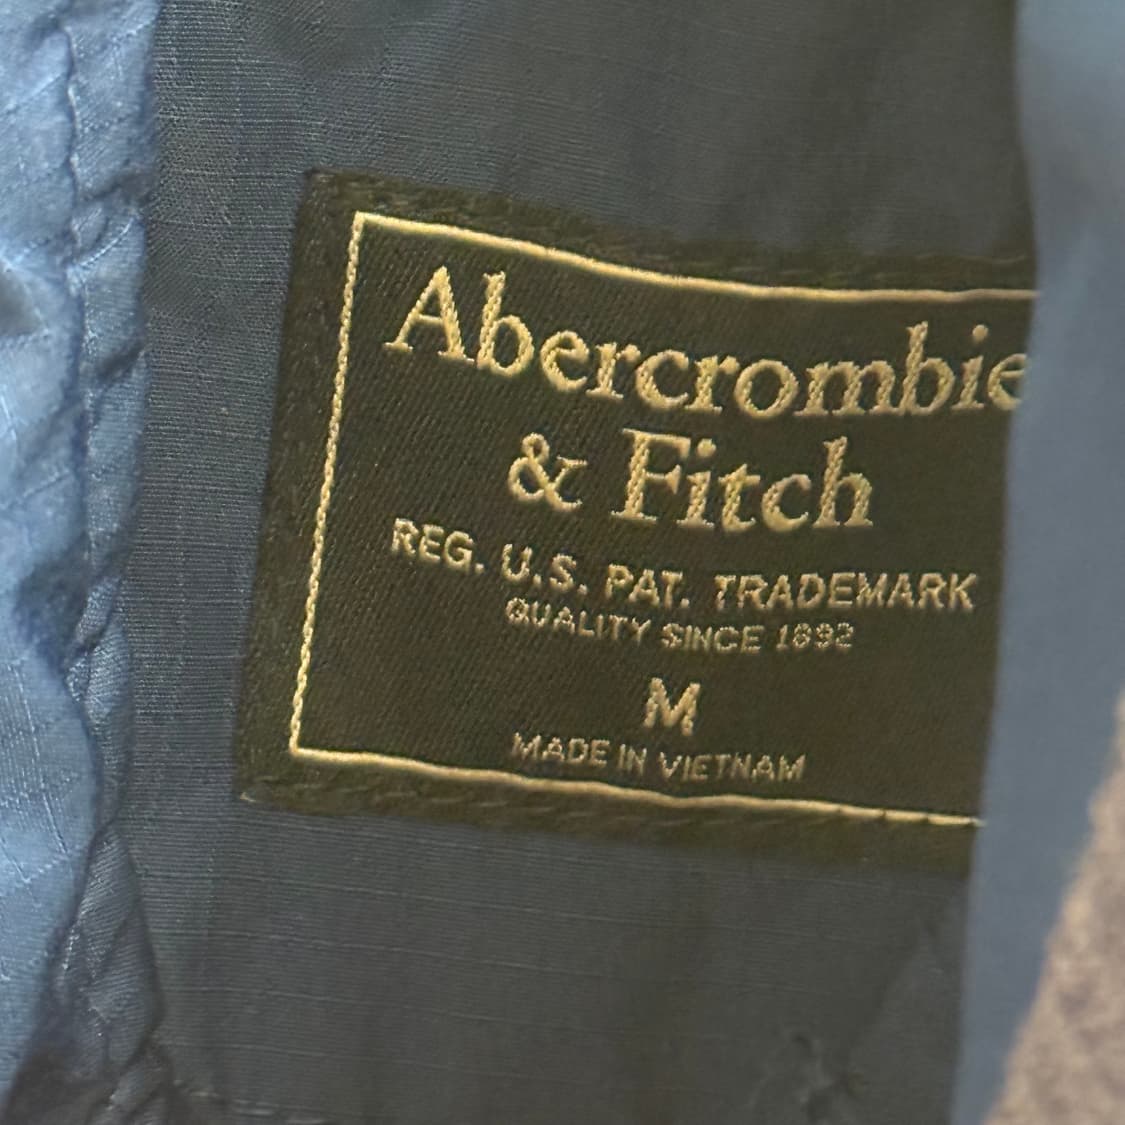 Abercrombie
& Fitch
REG. U.S. PAT. TRADEMARK
QUALITY SINCE 1892
M
MADE IN VIETNAM